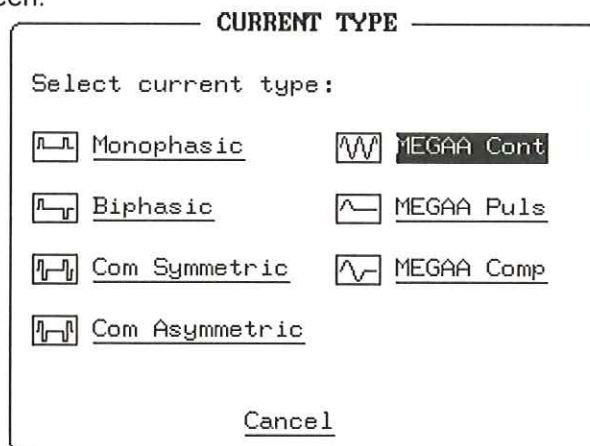 CURRENT TYPE
Select current type:
Monophasic MEGAA Cont
Biphasic MEGAA Puls
Com Symmetric MEGAA Comp
Com Asymmetric
Cancel